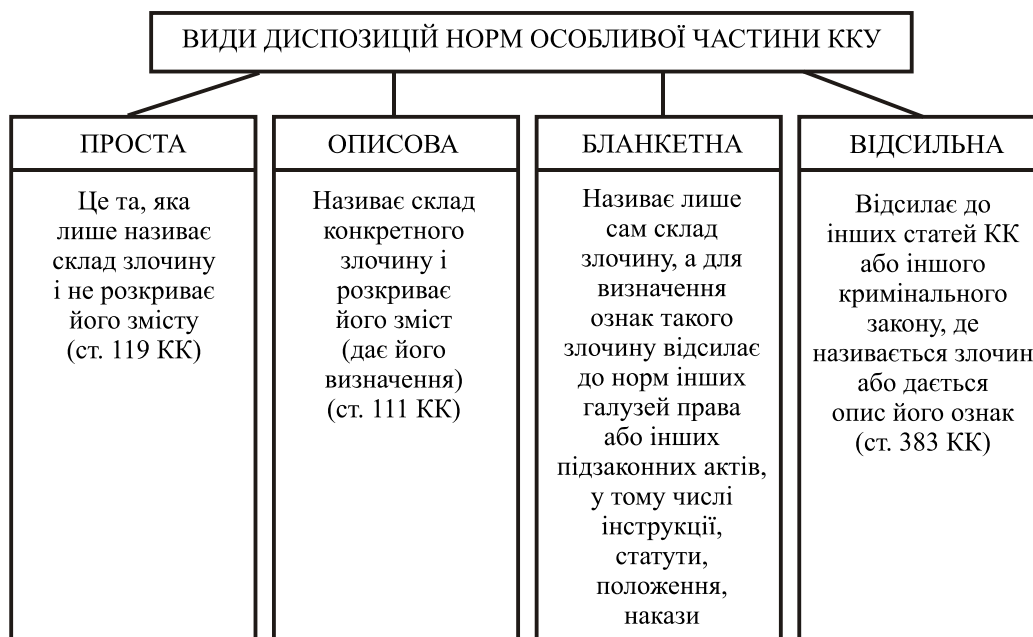 ВИДИ ДИСПОЗИЦІЙ НОРМ ОСОБЛИВОЇ ЧАСТИНИ ККУ
ПРОСТА
Це та, яка
лише називає
склад злочину
і не розкриває
його змісту
(ст. 119 КК)
ОПИСОВА
Називає склад
конкретного
злочину і
розкриває
його зміст
(дає його
визначення)
(ст. 111 КК)
БЛАНКЕТНА
Називає лише
сам склад
злочину, а для
визначення
ознак такого
злочину відсилає
до норм інших
галузей права
або інших
підзаконних актів,
у тому числі
інструкції,
статути,
положення,
накази
ВІДСИЛЬНА
Відсилає до
інших статей КК
або іншого
кримінального
закону, де
називається злочин
або дається
опис його ознак
(ст. 383 КК)